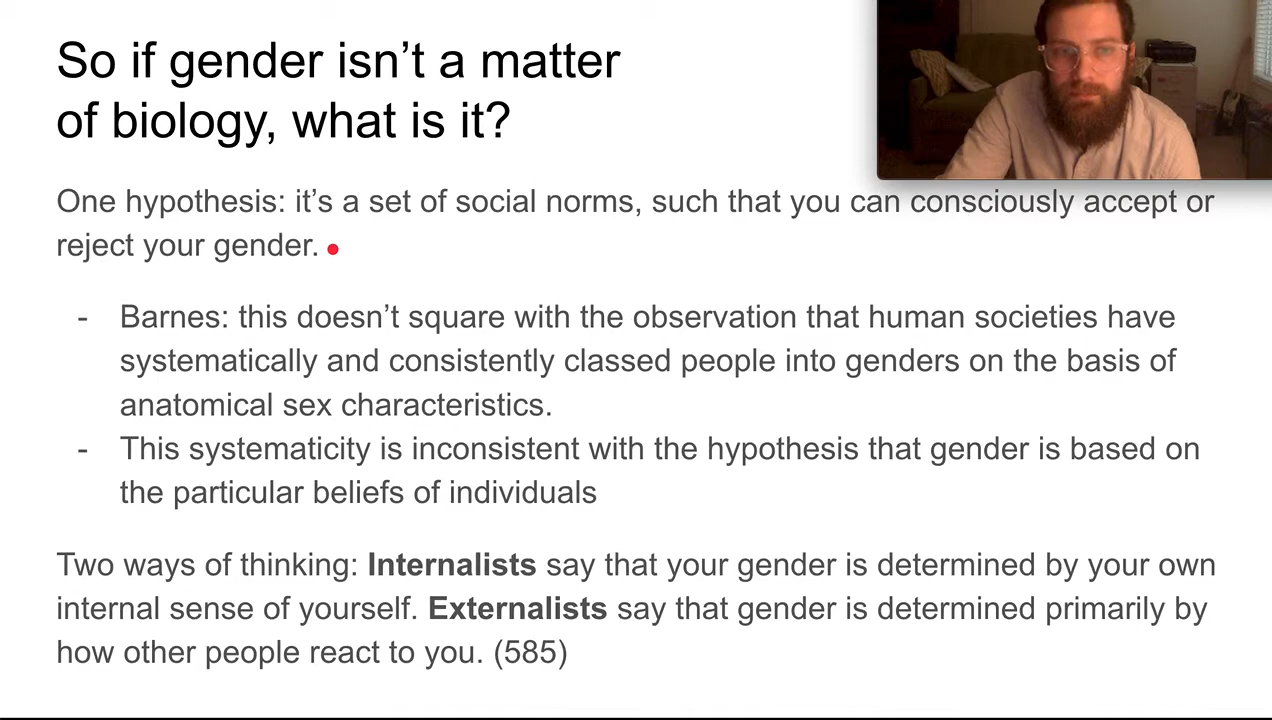 So if gender isn’t a matter
of biology, what is it?
One hypothesis: it’s a set of social norms, such that you can consciously accept or
reject your gender.
- Barnes: this doesn’t square with the observation that human societies have
systematically and consistently classed people into genders on the basis of
anatomical sex characteristics.
- This systematicity is inconsistent with the hypothesis that gender is based on
the particular beliefs of individuals
Two ways of thinking: Internalists say that your gender is determined by your own
internal sense of yourself. Externalists say that gender is determined primarily by
how other people react to you. (585)